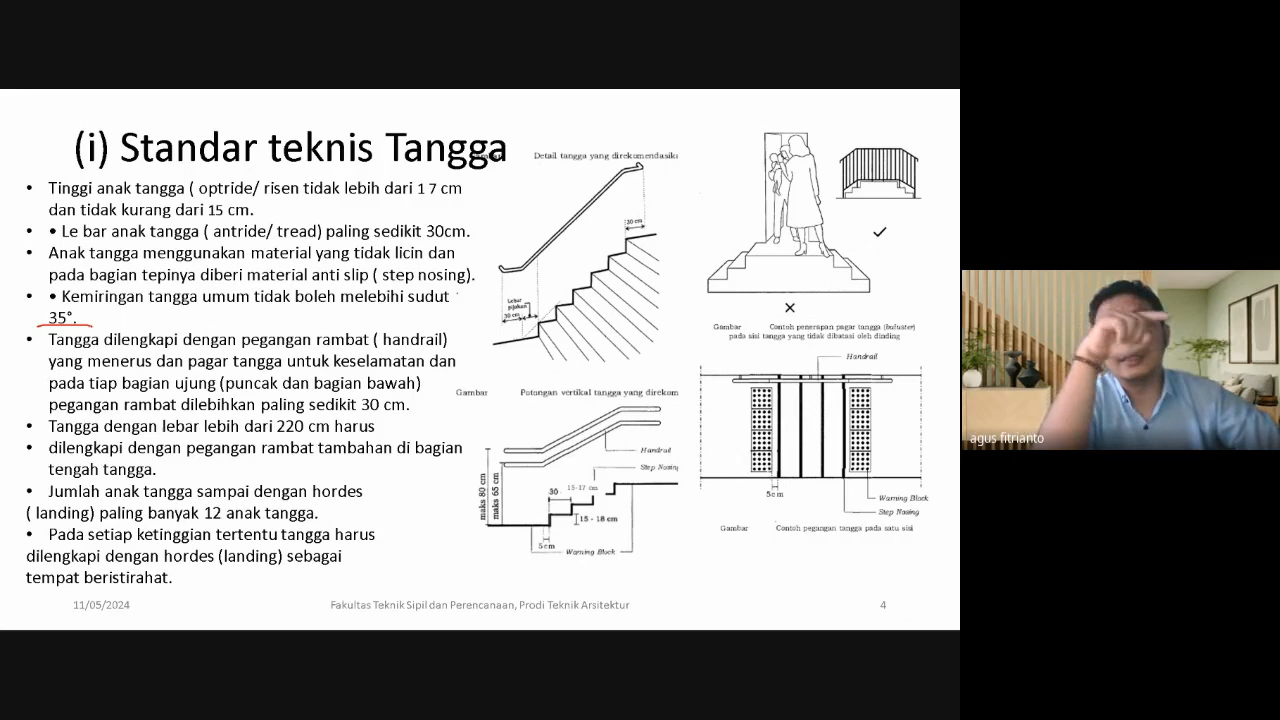 (i) Standar teknis Tangga
• Tinggi anak tangga ( optride/ risen tidak lebih dari 1 7 cm
dan tidak kurang dari 15 cm.
• • Le bar anak tangga ( antride/ tread) paling sedikit 30cm.
• Anak tangga menggunakan material yang tidak licin dan
pada bagian tepinya diberi material anti slip ( step nosing).
• • Kemiringan tangga umum tidak boleh melebihi sudut
35°.
• Tangga dilengkapi dengan pegangan rambat ( handrail)
yang menerus dan pagar tangga untuk keselamatan dan
pada tiap bagian ujung (puncak dan bagian bawah)
pegangan rambat dilebihkan paling sedikit 30 cm.
• Tangga dengan lebar lebih dari 220 cm harus
• dilengkapi dengan pegangan rambat tambahan di bagian
tengah tangga.
• Jumlah anak tangga sampai dengan hordes
( landing) paling banyak 12 anak tangga.
• Pada setiap ketinggian tertentu tangga harus
dilengkapi dengan hordes (landing) sebagai
tempat beristirahat.
Detail tangga yang direkomendasik
30 cm
Lebar
pijakan
30 cm
Gambar Potongan vertikal tangga yang direkom
Handrail
Step Nosing
maks 80 cm
maks 65 cm
30
15-17 cm
15 - 18 cm
5cm
Warning Block
Gambar Contoh penerapan pagar tangga (baluster)
pada sisi tangga yang tidak dibatasi oleh dinding
Handrail
5cm
Warning Block
Step Nosing
Gambar Contoh pegangan tangga pada satu sisi
11/05/2024
Fakultas Teknik Sipil dan Perencanaan, Prodi Teknik Arsitektur
4
agus fitrianto